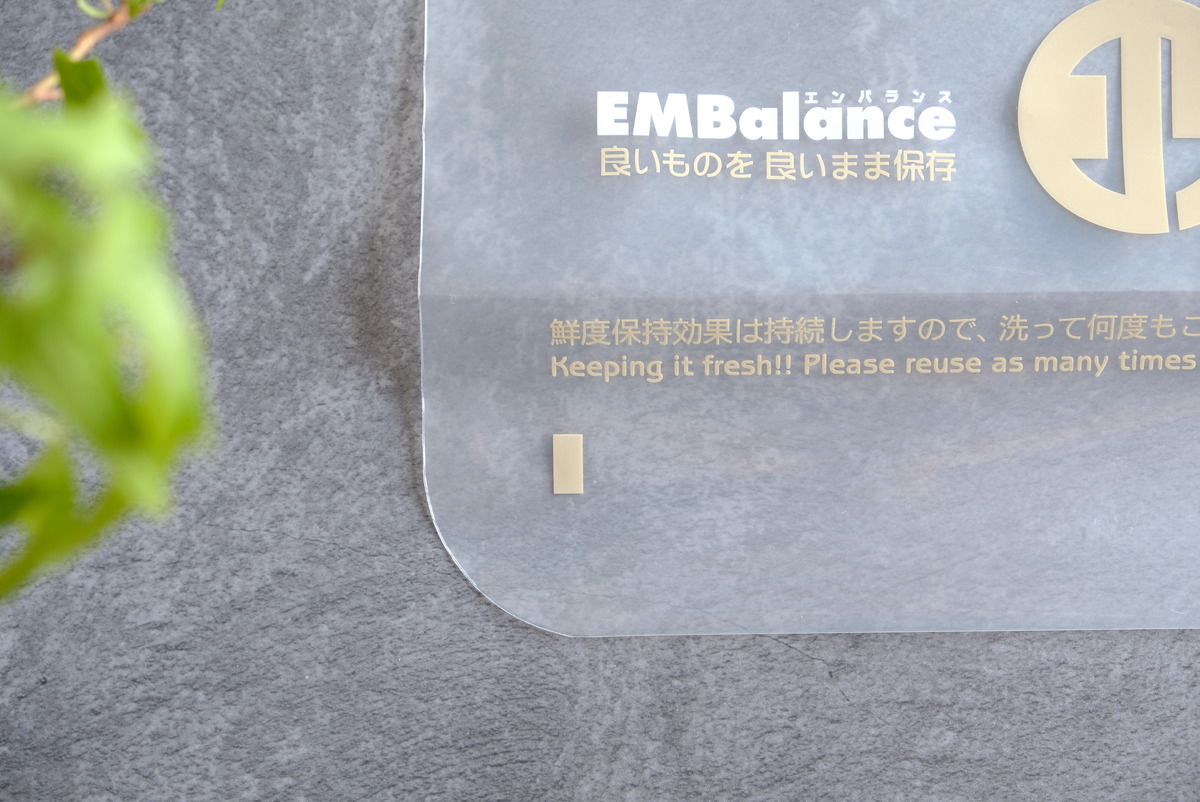 エンバランス
EMBalance
良いものを 良いまま保存
鮮度保持効果は持続しますので、洗って何度もこ
Keeping it fresh!! Please reuse as many times